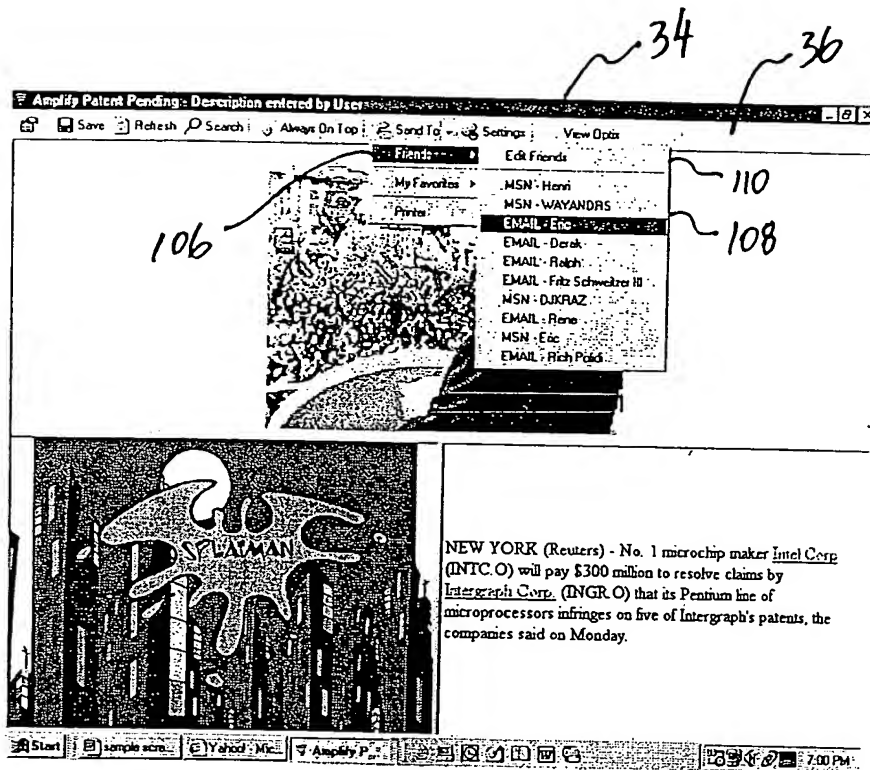 34
36
Amplify Patent Pending - Description entered by User
Save Refresh Search Always On Top Send To Settings View Optix
Friends
Edit Friends
110
My Favorites
MSN - Henri
MSN - WAYANDRS
Printer
EMAIL - Eric
108
106
EMAIL - Derek
EMAIL - Ralph
EMAIL - Fritz Schweitzer III
MSN - DJKRAZ
EMAIL - Rene
MSN - Eric
EMAIL - Rich Polidi
SPLATMAN
NEW YORK (Reuters) - No. 1 microchip maker Intel Corp
(INTC.O) will pay $300 million to resolve claims by
Intergraph Corp. (INGR.O) that its Pentium line of
microprocessors infringes on five of Intergraph's patents, the
companies said on Monday.
Start sample scre... Yahoo! - Mic... Amplify P... 7:00 PM